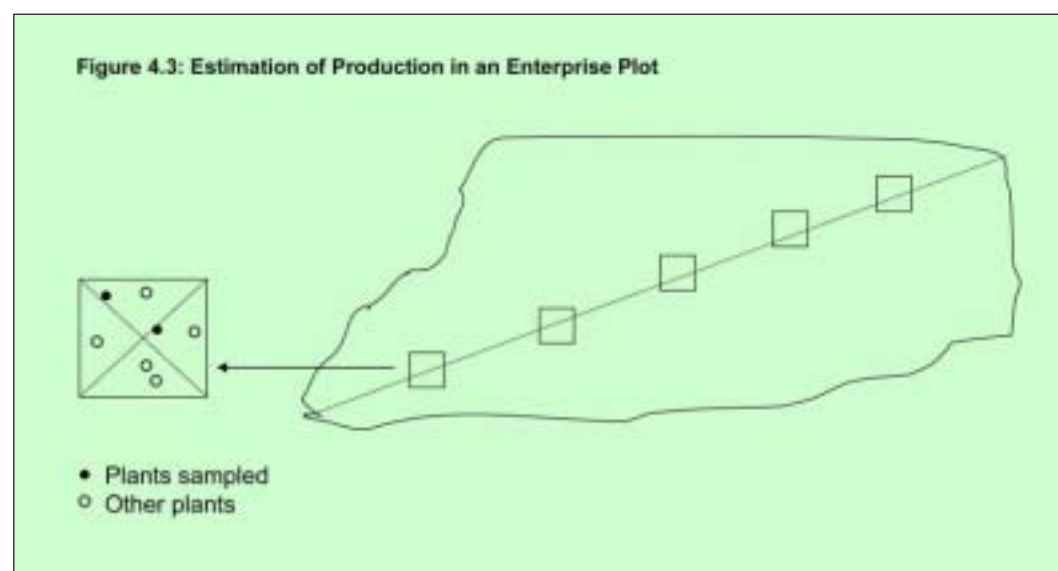 Figure 4.3: Estimation of Production in an Enterprise Plot
Plants sampled
Other plants